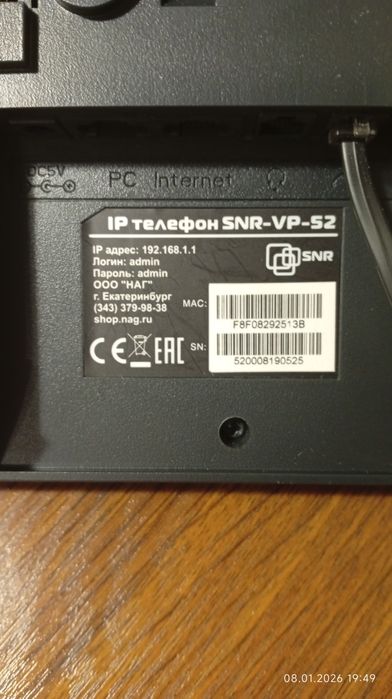 DC5V
PC Internet
IP телефон SNR-VP-52
IP адрес: 192.168.1.1
Логин: admin
Пароль: admin
ООО "НАГ"
г. Екатеринбург
(343) 379-98-38
shop.nag.ru
SNR
MAC:
F8F08292513B
CE EAC
SN:
520008190525
08.01.2026 19:49